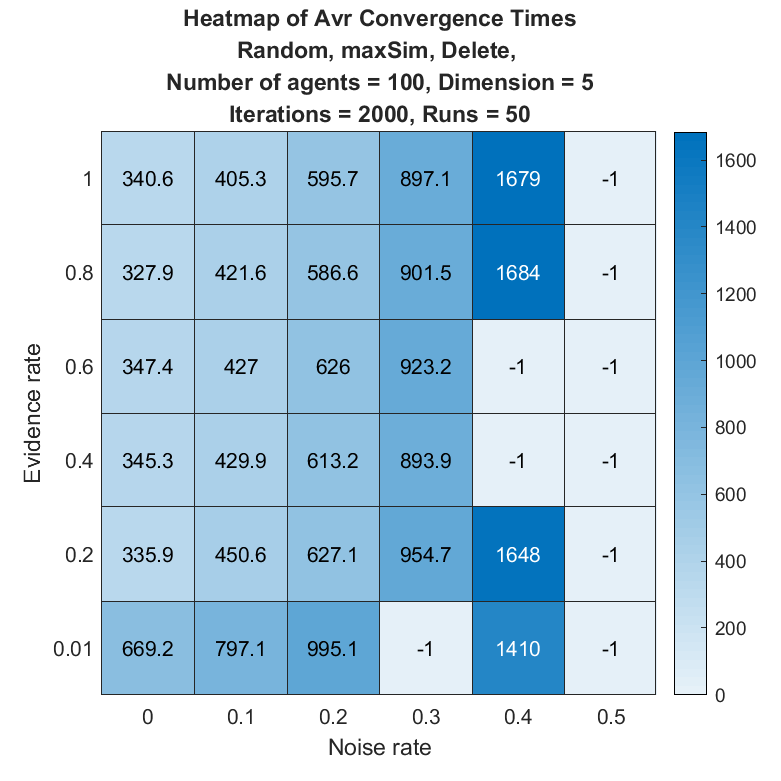 Heatmap of Avr Convergence Times
Random, maxSim, Delete,
Number of agents = 100, Dimension = 5
Iterations = 2000, Runs = 50
1 340.6 405.3 595.7 897.1 1679 -1
0.8 327.9 421.6 586.6 901.5 1684 -1
0.6 347.4 427 626 923.2 -1 -1
0.4 345.3 429.9 613.2 893.9 -1 -1
0.2 335.9 450.6 627.1 954.7 1648 -1
0.01 669.2 797.1 995.1 -1 1410 -1
0 0.1 0.2 0.3 0.4 0.5
Noise rate
Evidence rate
1600
1400
1200
1000
800
600
400
200
0